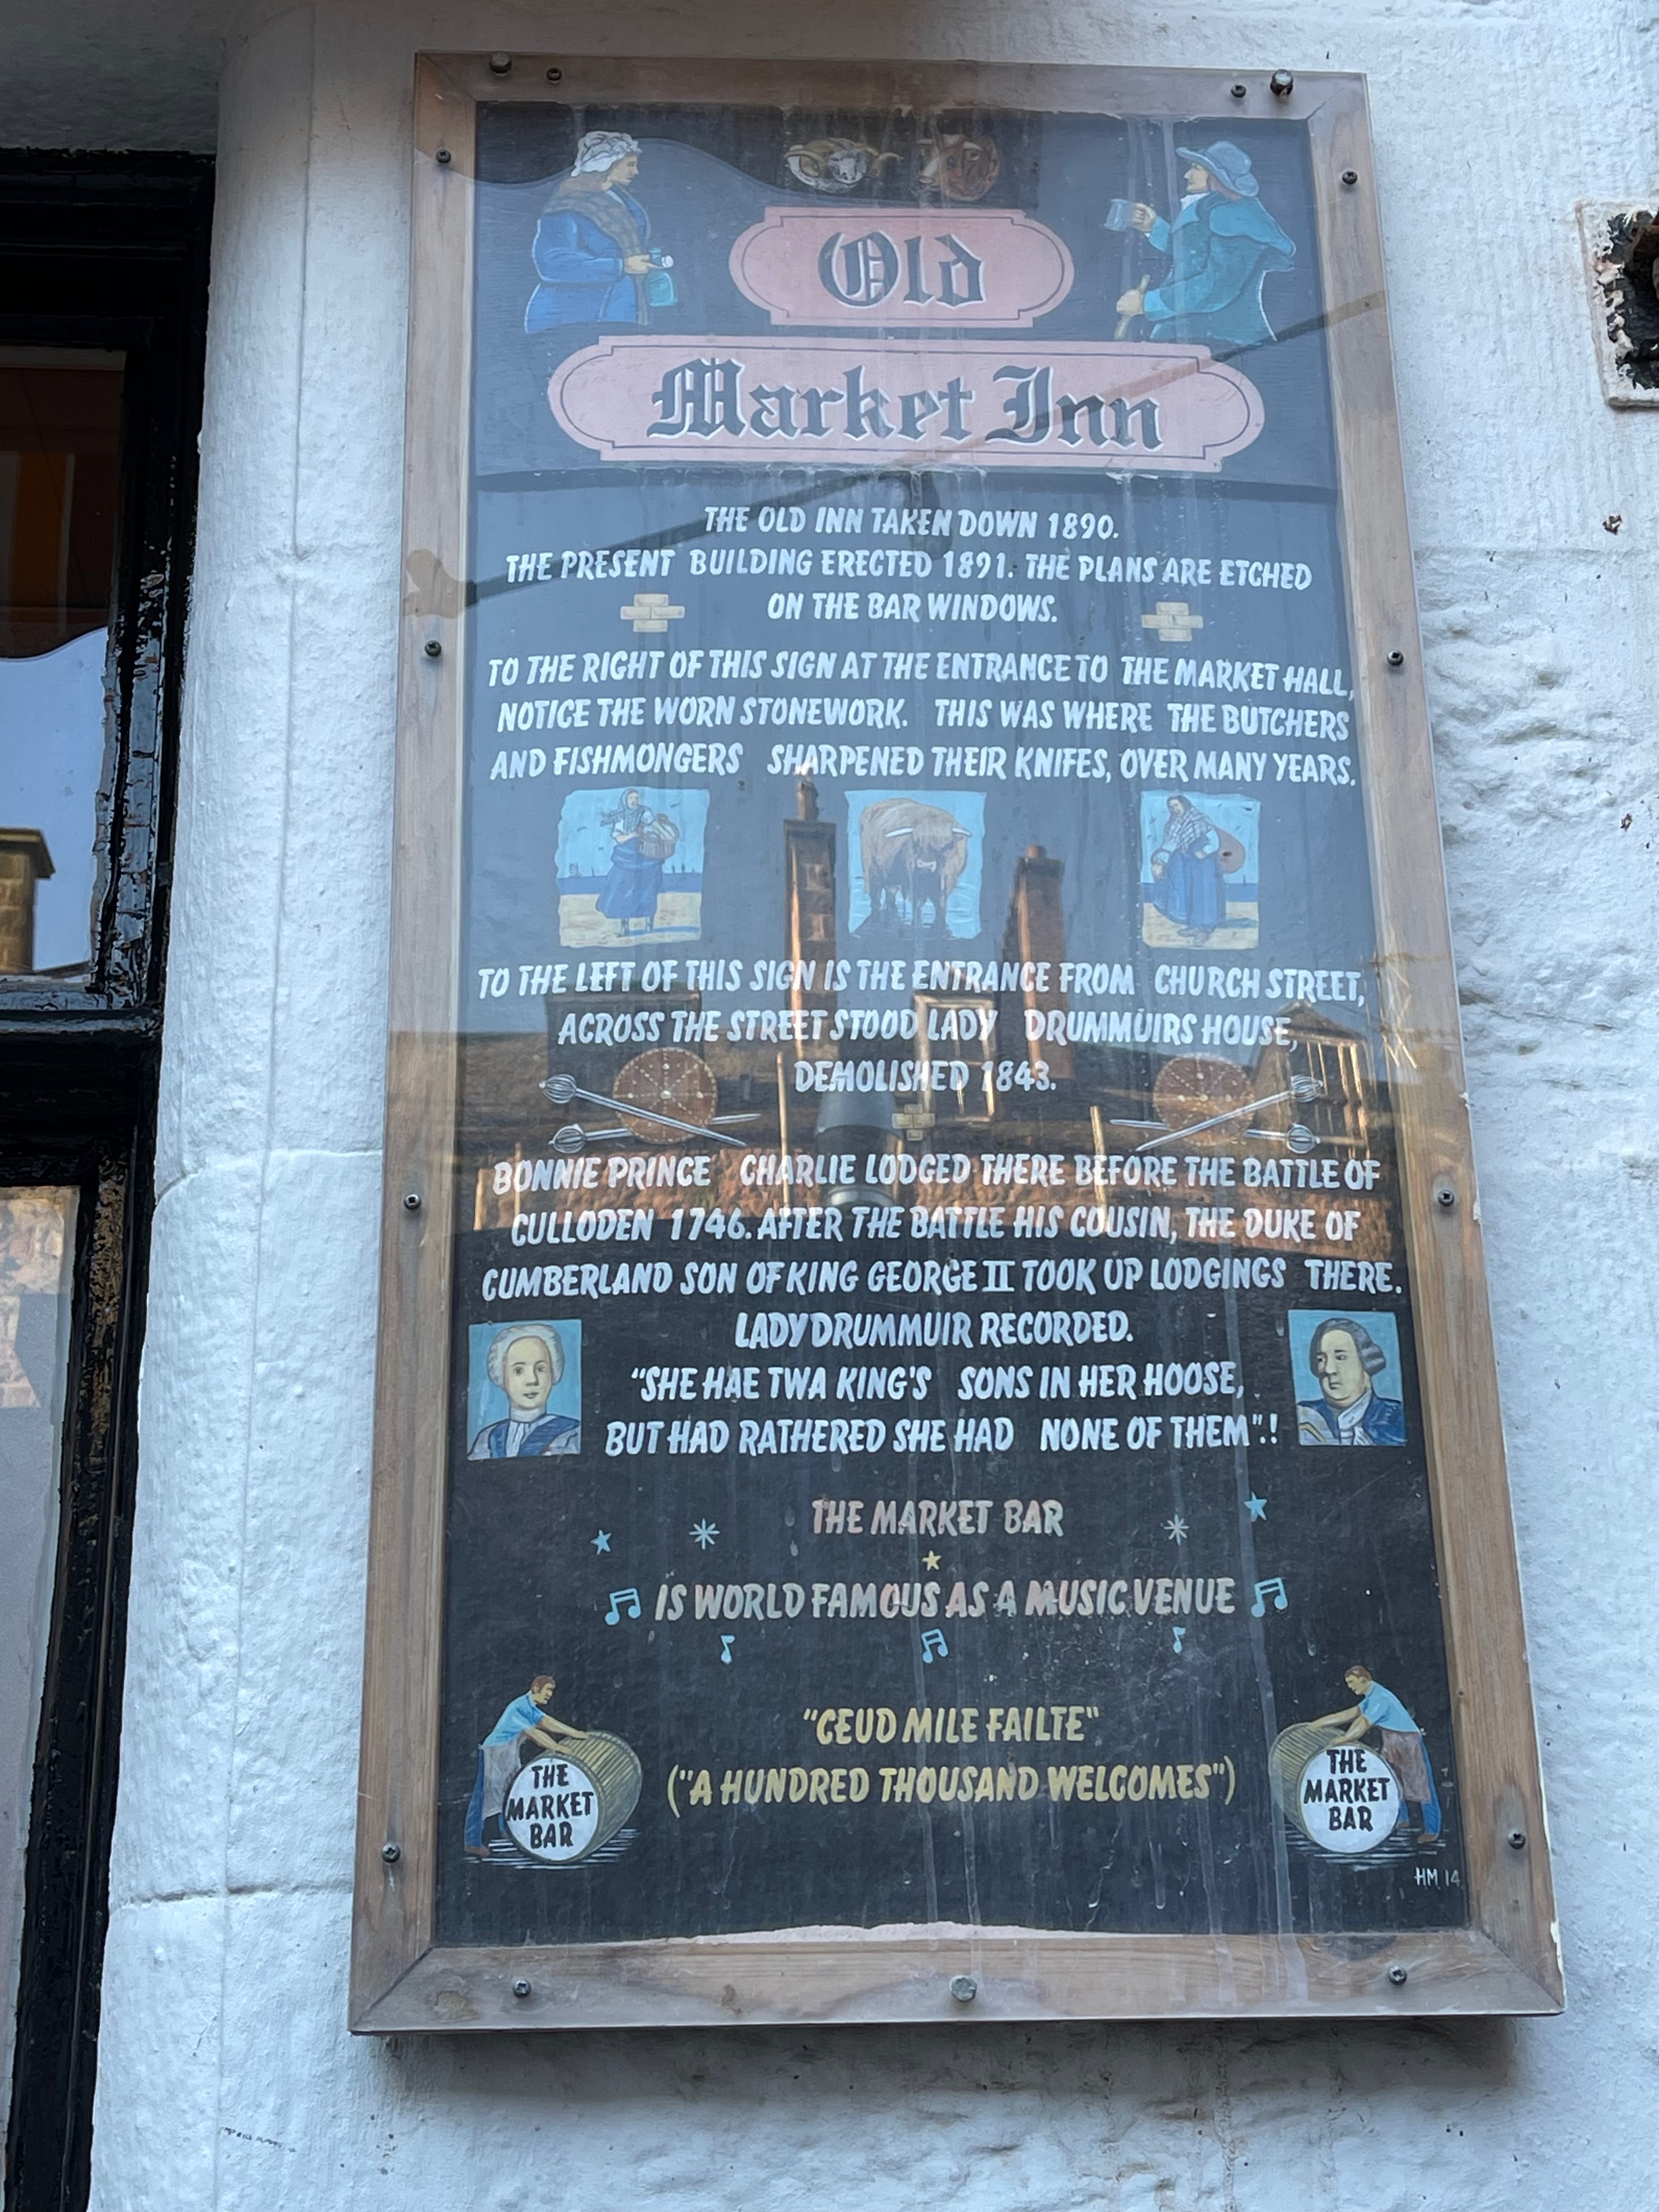 Old
Market Inn
THE OLD INN TAKEN DOWN 1890.
THE PRESENT BUILDING ERECTED 1891. THE PLANS ARE ETCHED
ON THE BAR WINDOWS.
TO THE RIGHT OF THIS SIGN AT THE ENTRANCE TO THE MARKET HALL,
NOTICE THE WORN STONEWORK. THIS WAS WHERE THE BUTCHERS
AND FISHMONGERS SHARPENED THEIR KNIFES, OVER MANY YEARS.
TO THE LEFT OF THIS SIGN IS THE ENTRANCE FROM CHURCH STREET,
ACROSS THE STREET STOOD LADY DRUMMUIRS HOUSE,
DEMOLISHED 1843.
BONNIE PRINCE CHARLIE LODGED THERE BEFORE THE BATTLE OF
CULLODEN 1746. AFTER THE BATTLE HIS COUSIN, THE DUKE OF
CUMBERLAND SON OF KING GEORGE II TOOK UP LODGINGS THERE.
LADY DRUMMUIR RECORDED.
"SHE HAE TWA KING'S SONS IN HER HOOSE,
BUT HAD RATHERED SHE HAD NONE OF THEM".!
THE MARKET BAR
IS WORLD FAMOUS AS A MUSIC VENUE
"CEUD MILE FAILTE"
("A HUNDRED THOUSAND WELCOMES")
THE
MARKET
BAR
THE
MARKET
BAR
HM 14